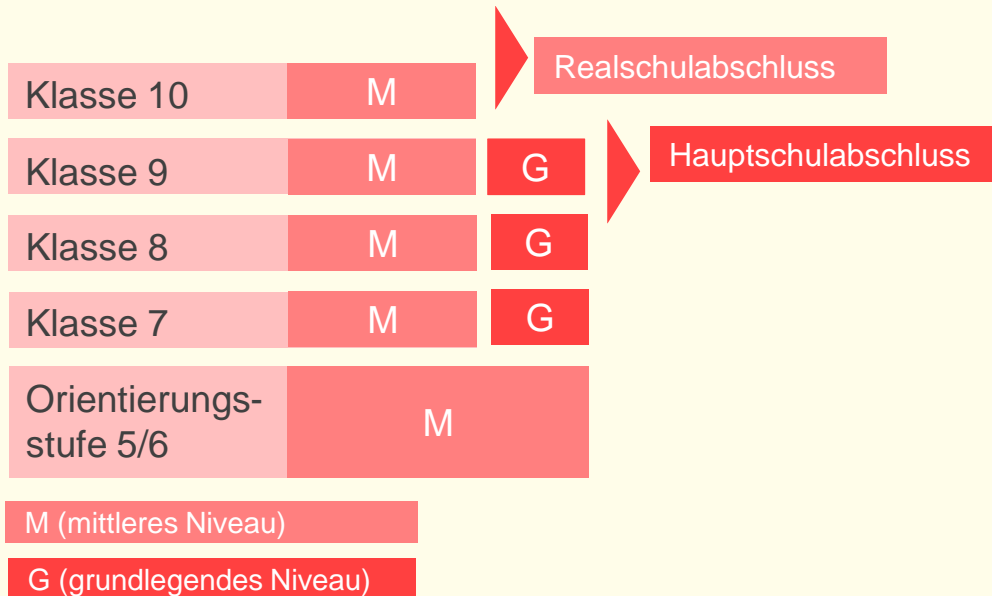 Realschulabschluss
Klasse 10 M
Hauptschulabschluss
Klasse 9 M G
Klasse 8 M G
Klasse 7 M G
Orientierungs-
stufe 5/6
M
M (mittleres Niveau)
G (grundlegendes Niveau)